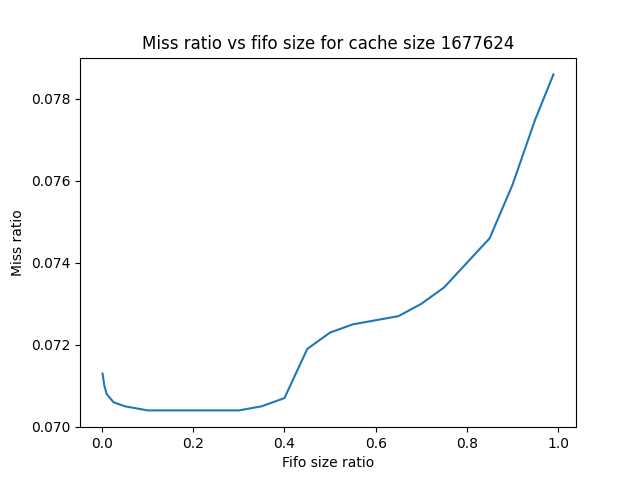 Miss ratio vs fifo size for cache size 1677624
0.078
0.076
0.074
0.072
0.070
Miss ratio
0.0 0.2 0.4 0.6 0.8 1.0
Fifo size ratio